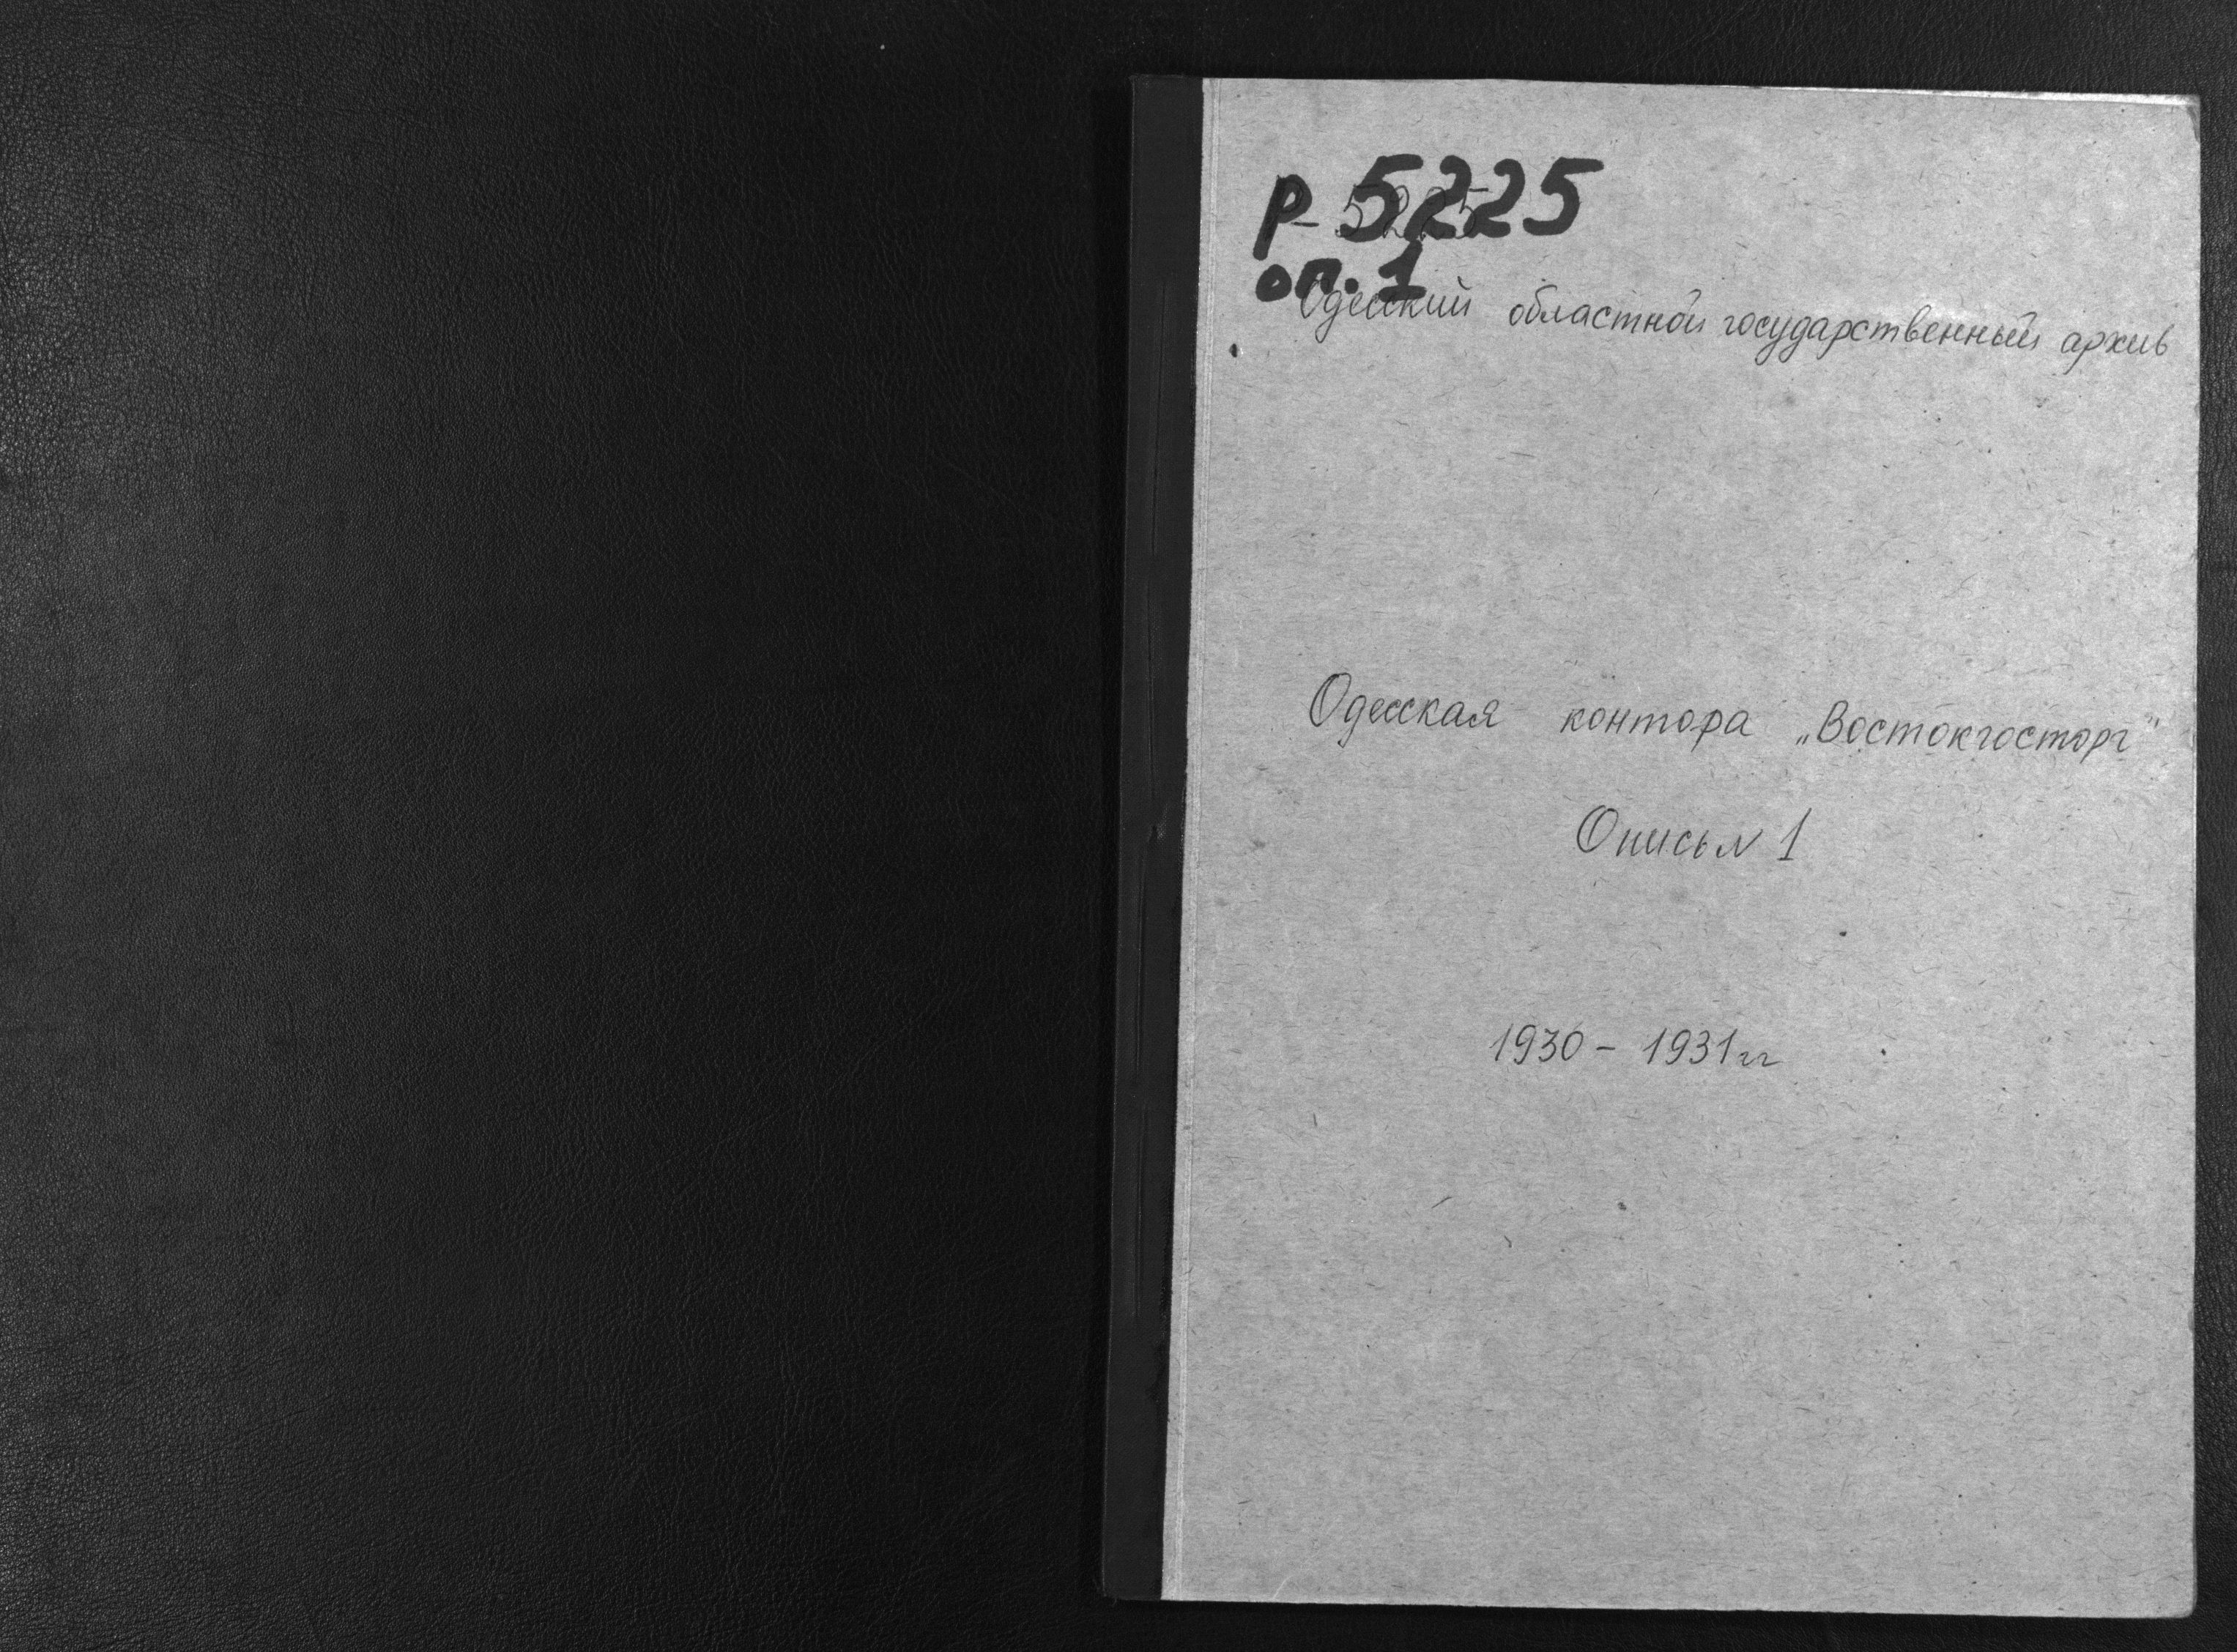 Р-5225
оп. 1
Одесский областной государственный архив
Одесская контора „Востокгосторг"
Опись N 1
1930 - 1931 гг